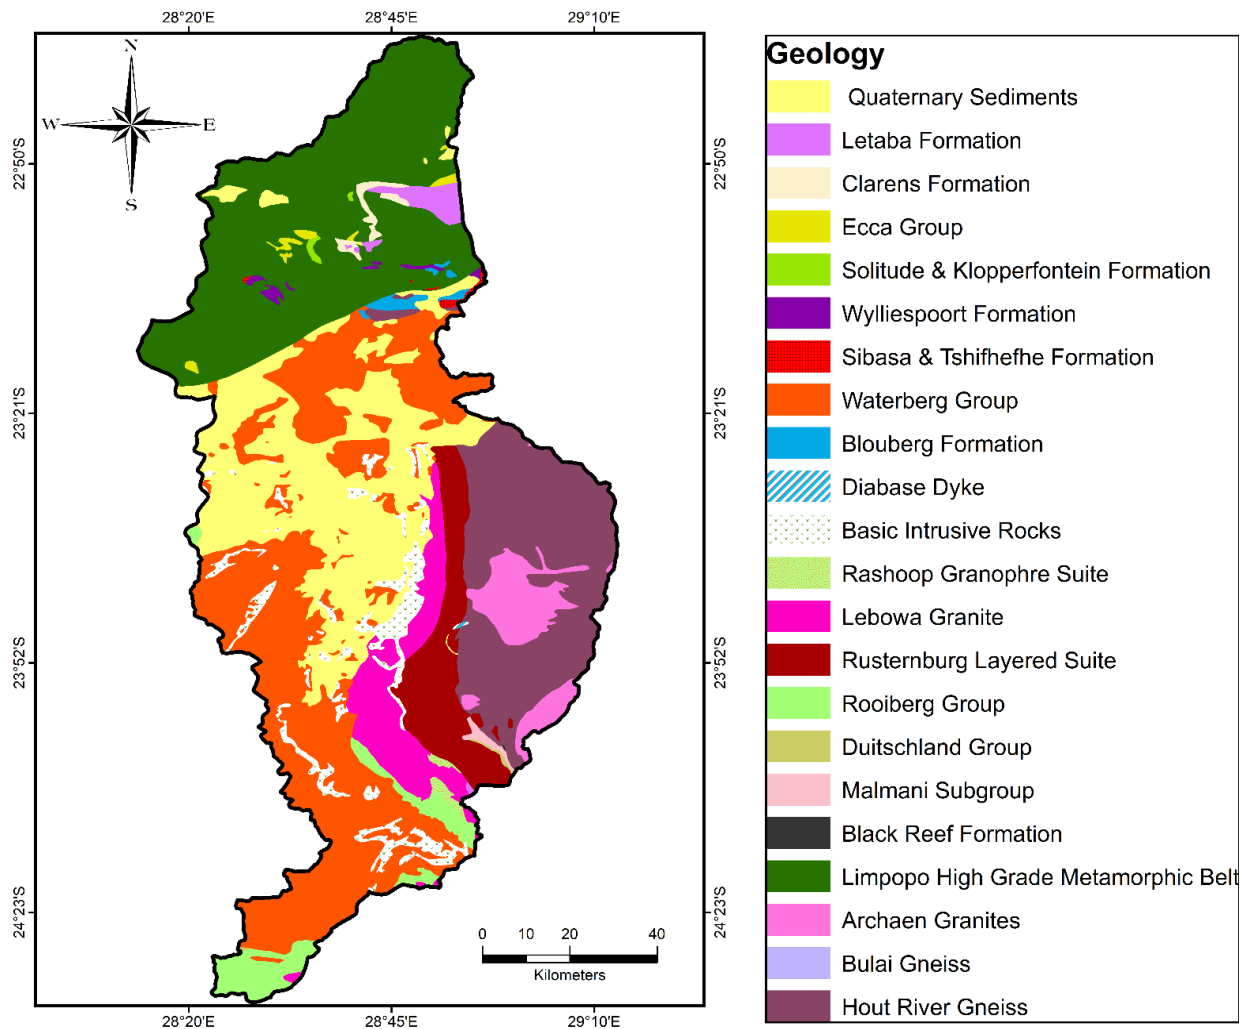 28°20'E 28°45'E 29°10'E
Geology
N
W E
S
22°50'S 22°50'S
23°21'S 23°21'S
23°52'S 23°52'S
24°23'S 24°23'S
Quaternary Sediments
Letaba Formation
Clarens Formation
Ecca Group
Solitude & Klopperfontein Formation
Wylliespoort Formation
Sibasa & Tshifhefhe Formation
Waterberg Group
Blouberg Formation
Diabase Dyke
Basic Intrusive Rocks
Rashoop Granophre Suite
Lebowa Granite
Rusternburg Layered Suite
Rooiberg Group
Duitschland Group
Malmani Subgroup
Black Reef Formation
Limpopo High Grade Metamorphic Belt
Archaen Granites
Bulai Gneiss
Hout River Gneiss
0 10 20 40
Kilometers
28°20'E 28°45'E 29°10'E